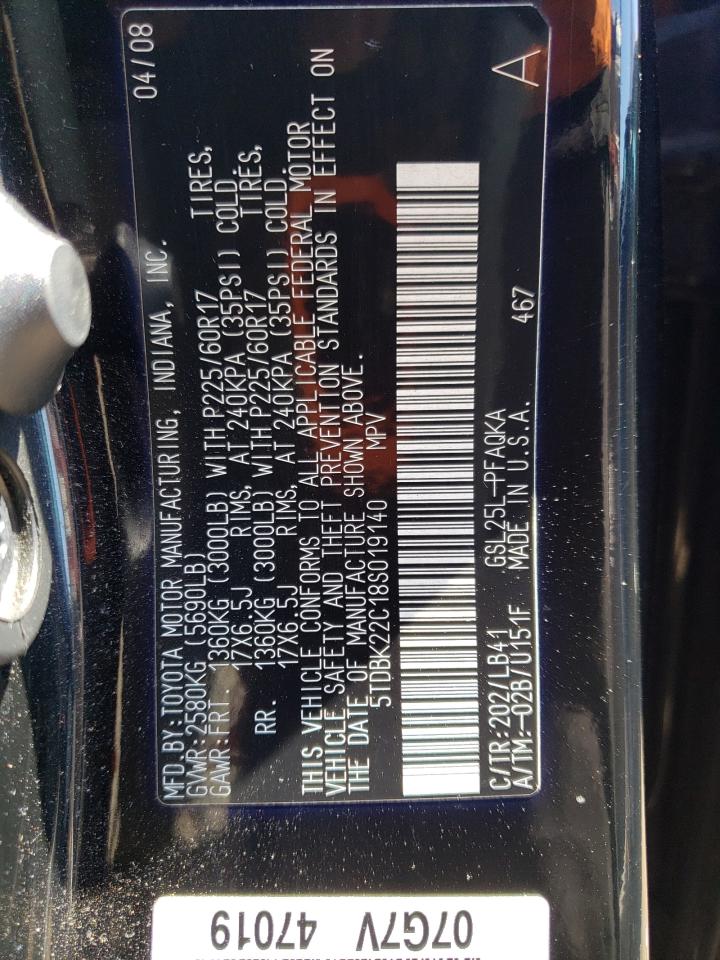 MFD.BY:TOYOTA MOTOR MANUFACTURING, INDIANA, INC. 04/08
GVWR:2580KG (5690LB)
GAWR:FRT. 1360KG (3000LB) WITH P225/60R17 TIRES,
17X6.5J RIMS, AT 240KPA (35PSI) COLD.
RR. 1360KG (3000LB) WITH P225/60R17 TIRES,
17X6.5J RIMS, AT 240KPA (35PSI) COLD.
THIS VEHICLE CONFORMS TO ALL APPLICABLE FEDERAL MOTOR
VEHICLE SAFETY AND THEFT PREVENTION STANDARDS IN EFFECT ON
THE DATE OF MANUFACTURE SHOWN ABOVE.
5TDBK22C18S019140 MPV
C/TR:202/LB41 GSL25L-PFAQKA A
A/TM:-02B/U151F MADE IN U.S.A. 467
07G7V 47019